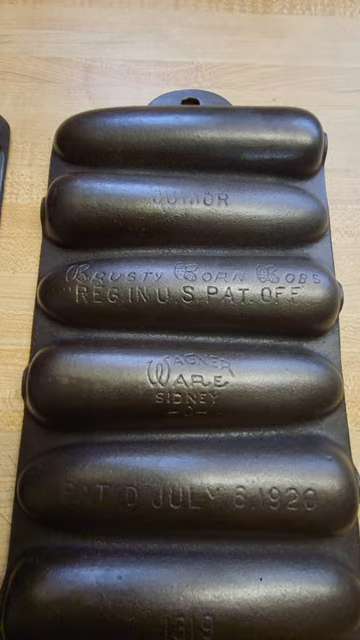 JUNIOR
KRUSTY KORN KOBS
"REG IN U.S. PAT. OFF"
WAGNER
WARE
SIDNEY
-O-
PAT'D JULY 6, 1920
1319